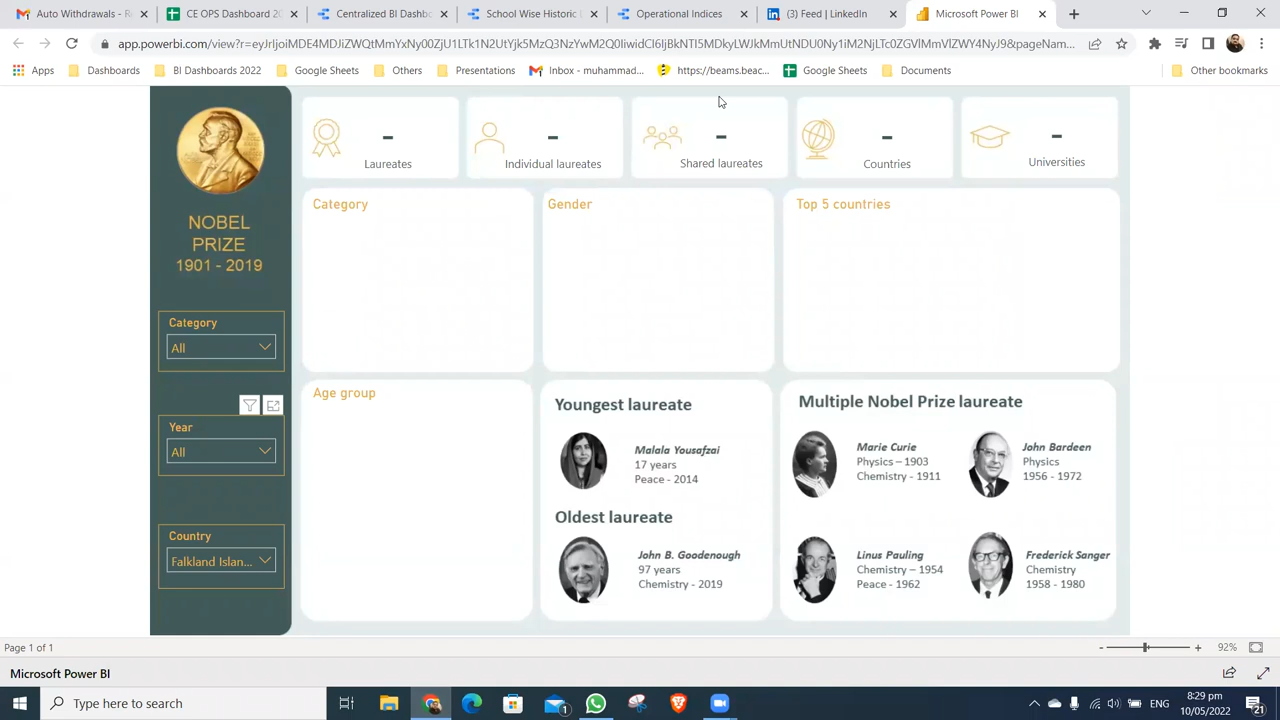 Auto Withdrawals - R
CE OPS Dashboard 20
Centralized BI Dashb
School Wise Historic
Operational Indices
(3) Feed | LinkedIn
Microsoft Power BI
Apps
Dashboards
BI Dashboards 2022
Google Sheets
Others
Presentations
Inbox - muhammad...
https://beams.beac...
Google Sheets
Documents
Other bookmarks
NOBEL
PRIZE
1901 - 2019
Category
All
Year
All
Country
Falkland Islan...
-
Laureates
-
Individual laureates
-
Shared laureates
-
Countries
-
Universities
Category
Gender
Top 5 countries
Age group
Youngest laureate
Malala Yousafzai
17 years
Peace - 2014
Oldest laureate
John B. Goodenough
97 years
Chemistry - 2019
Multiple Nobel Prize laureate
Marie Curie
Physics – 1903
Chemistry - 1911
John Bardeen
Physics
1956 - 1972
Linus Pauling
Chemistry – 1954
Peace - 1962
Frederick Sanger
Chemistry
1958 - 1980
Page 1 of 1
- + 92%
Microsoft Power BI
Type here to search
1
ENG
8:29 pm
10/05/2022
21